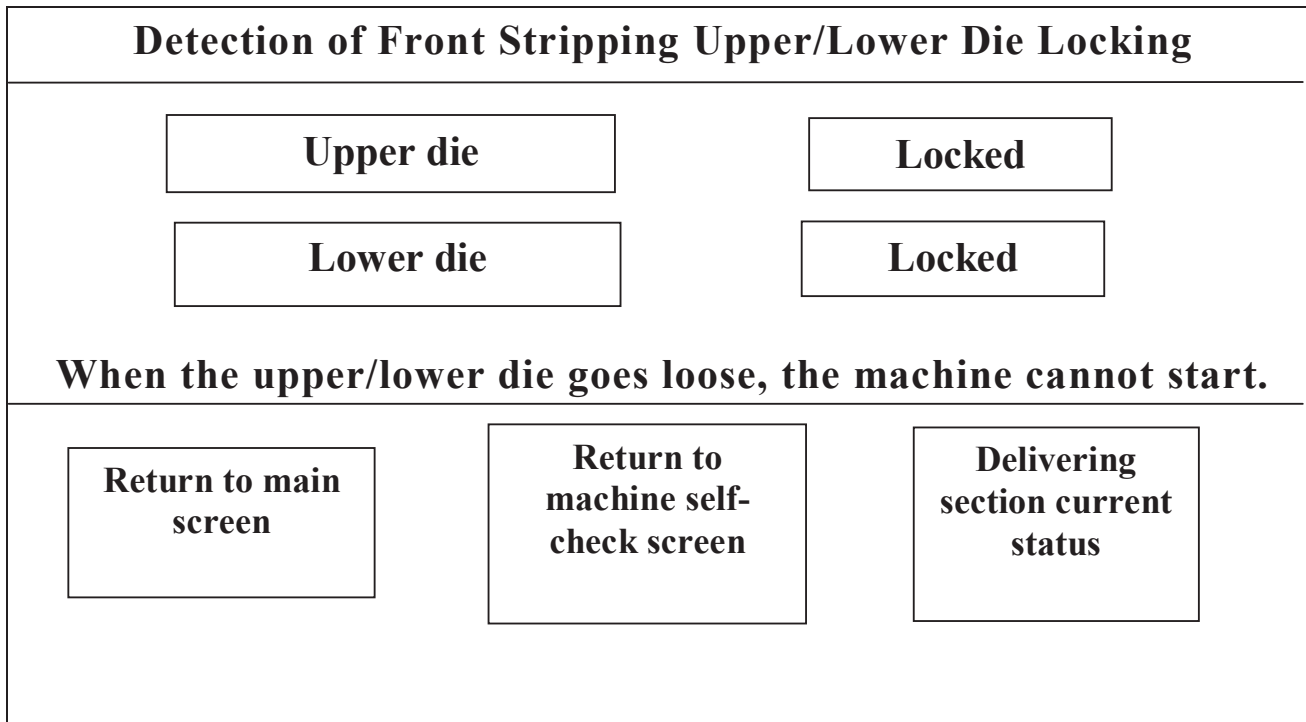 Detection of Front Stripping Upper/Lower Die Locking
Upper die
Locked
Lower die
Locked
When the upper/lower die goes loose, the machine cannot start.
Return to main
screen
Return to
machine self-
check screen
Delivering
section current
status